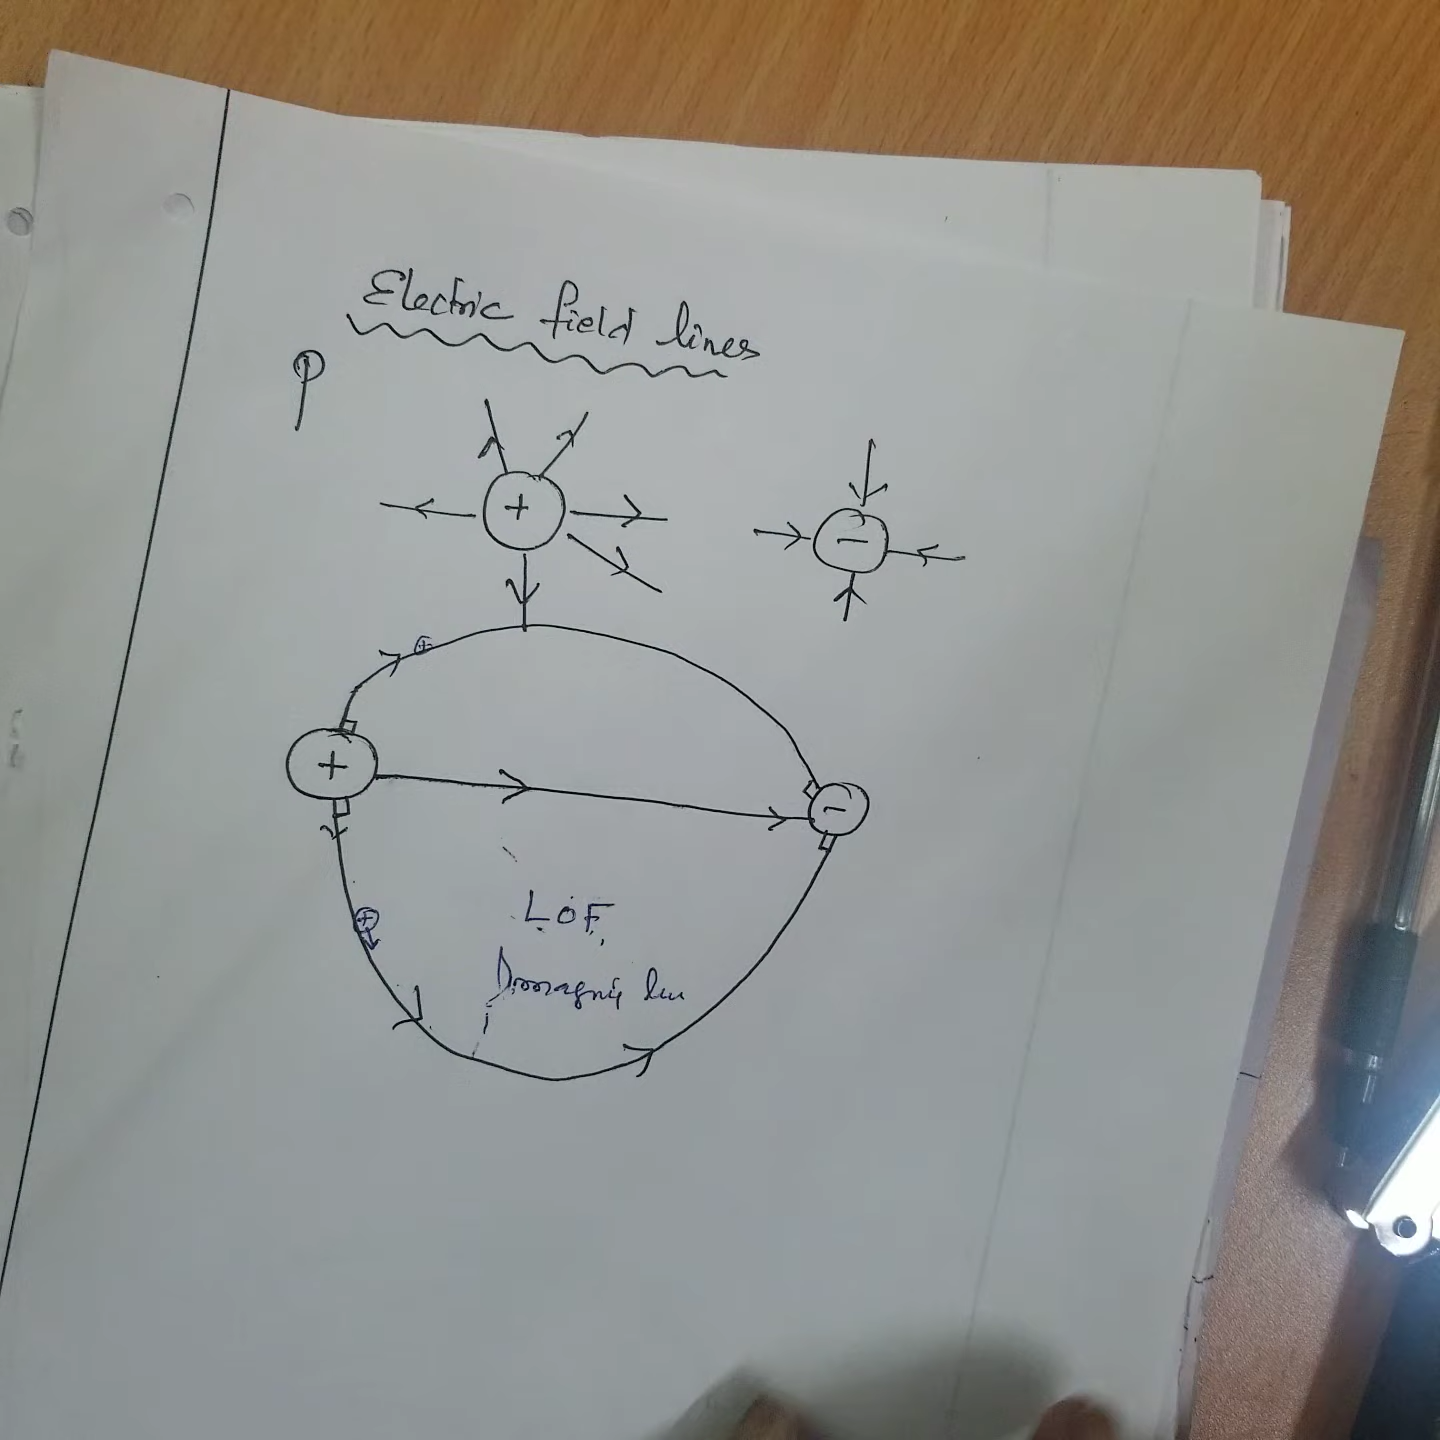 Electric field lines
P
+
-
+
+
-
+
L.O.F.